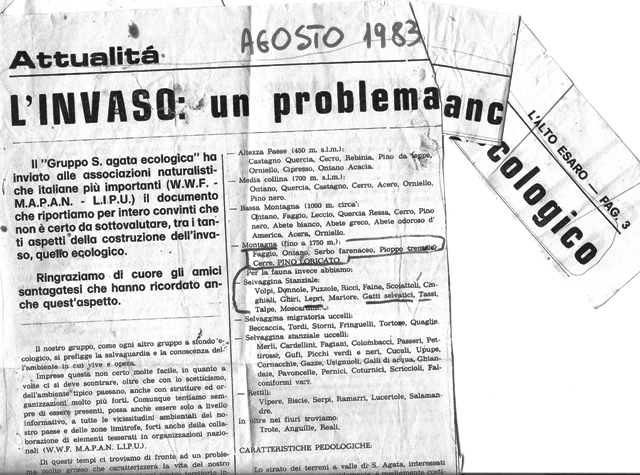 AGOSTO 1983
Attualitá
L'INVASO: un problema anc
cologico
L'ALTO ESARO — PAG. 3
Il "Gruppo S. agata ecologica" ha
inviato alle associazioni naturalisti-
che italiane più importanti (W.W.F. -
M.A.P.A.N. - L.I.P.U.) il documento
che riportiamo per intero convinti che
non è certo da sottovalutare, tra i tan-
ti aspetti della costruzione dell'inva-
so, quello ecologico.
Ringraziamo di cuore gli amici
santagatesi che hanno ricordato an-
che quest'aspetto.
Il nostro gruppo, come ogni altro gruppo a sfondo e-
cologico, si prefigge la salvaguardia e la conoscenza del-
l'ambiente in cui vive e opera.
Imprese questa non certo molte facile, in quanto a
volte ci si deve scontrare, oltre che con lo scetticismo,
dell'ambiente tipico paesano, anche con strutture ed or-
ganizzazioni molto più forti. Comunque tentiamo sem-
pre di essere presenti, possa anche essere solo a livello
informativo, a tutte le vicissitudini ambientali del no-
stro paese e delle zone limitrofe, forti anche della colla-
borazione di elementi tesserati in organizzazioni nazio-
nali (W.W.F. M.A.P.A.N. L.I.P.U.)
Di questi tempi ci troviamo di fronte ad un proble-
ma molto grosso che caratterizzerà la vita del nostro
— Altezza Paese (450 m. s.l.m.):
Castagno Quercia, Cerro, Rebinia, Pino da
Orniello, Cipresso, Ontano Acacia.
— Media collina (700 m. s.l.m.):
Ontano, Quercia, Castagno, Cerro, Acero, Orniello,
Pino nero.
— Bassa Montagna (1000 m. circa):
Ontano, Faggio, Leccio, Quercia Ressa, Cerro, Pino
nero, Abete bianco, Abete greco, Abete odoroso d'
America, Acera, Orniello.
— Montagna (fino a 1750 m.):
Faggio, Ontano, Serbo farenaceo, Pioppo tremulo,
Cerre, PINO LORICATO.
Per la fauna invece abbiamo:
— Selvaggina Stanziale:
Volpi, Donnole, Puzzole, Ricci, Faine, Scoiattoli, Cin-
ghiali, Ghiri, Lepri, Martore, Gatti selvatici, Tassi,
Talpe, Moscardini.
— Selvaggina migratoria uccelli:
Beccaccia, Tordi, Storni, Fringuelli, Tortore, Quaglie.
— Selvaggina stanziale uccelli:
Merli, Cardellini, Fagiani, Colombacci, Passeri, Pet-
tirossi, Gufi, Picchi verdi e neri, Cuculi, Upupe,
Cornacchie, Gazze, Usignuoli, Galli di acqua, Ghian-
daie, Pavoncelle, Pernici, Coturnici, Scriccioli, Fal-
coniformi vari.
— Rettili:
Vipere, Biscie, Serpi, Ramarri, Lucertole, Salaman-
dre.
In oltre nei fiuri troviamo:
Trote, Anguille, Reali.
CARATTERISTICHE PEDOLOGICHE:
Lo strato dei terreni a valle di S. Agata, interessati